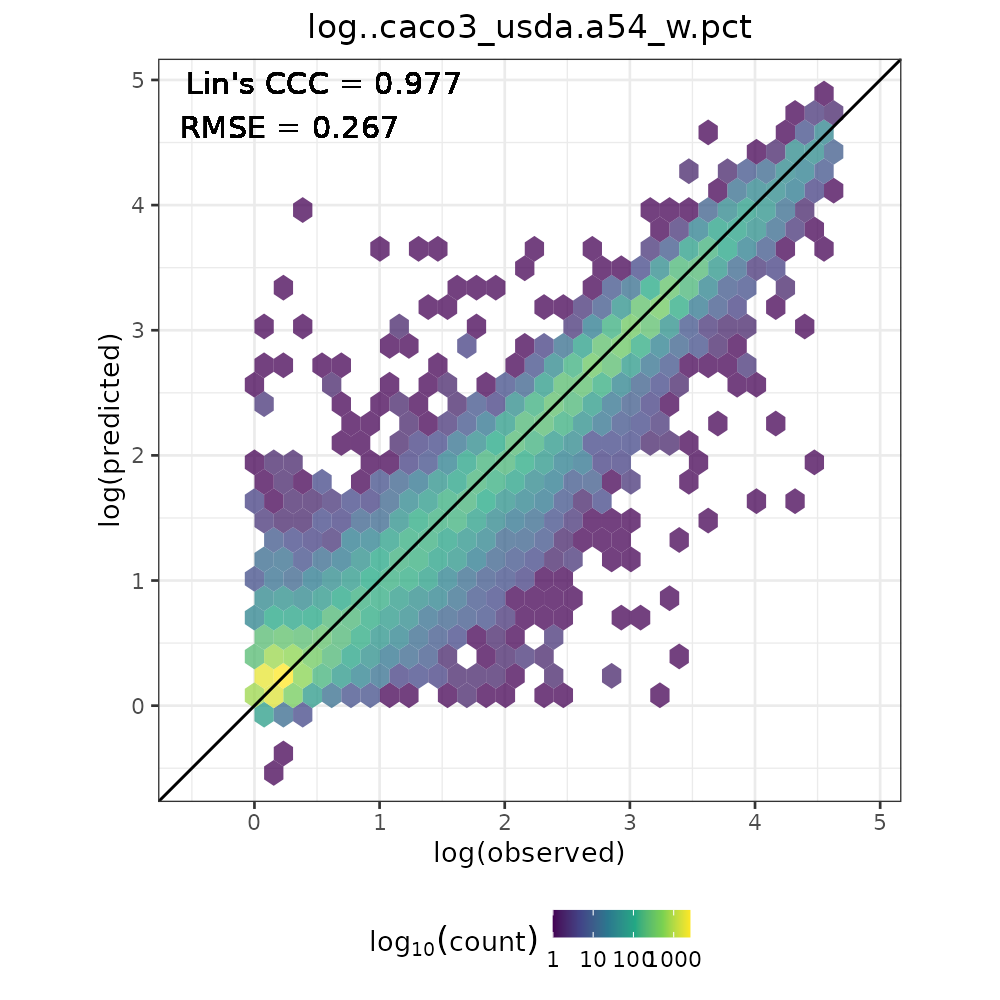 log..caco3_usda.a54_w.pct
Lin's CCC = 0.977
RMSE = 0.267
log(predicted)
5
4
3
2
1
0
0 1 2 3 4 5
log(observed)
log10(count)
1 10 100 1000